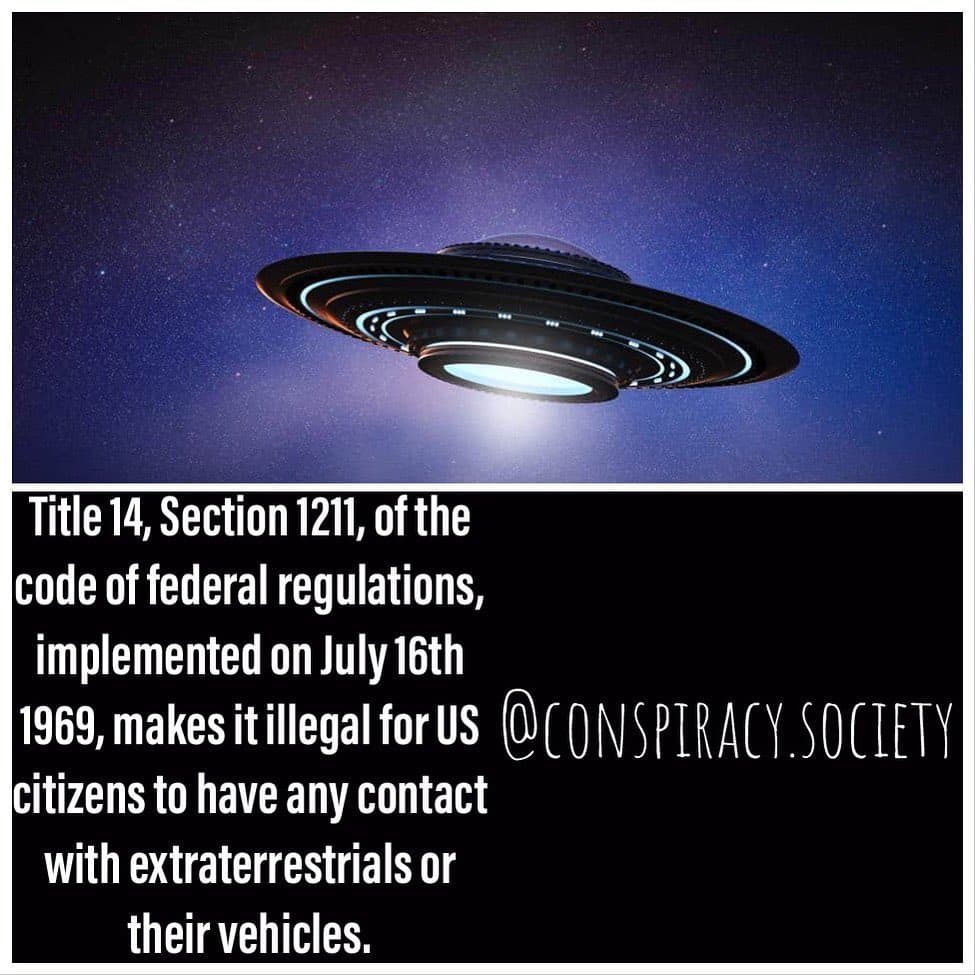 Title 14, Section 1211, of the
code of federal regulations,
implemented on July 16th
1969, makes it illegal for US
citizens to have any contact
with extraterrestrials or
their vehicles.
@CONSPIRACY.SOCIETY